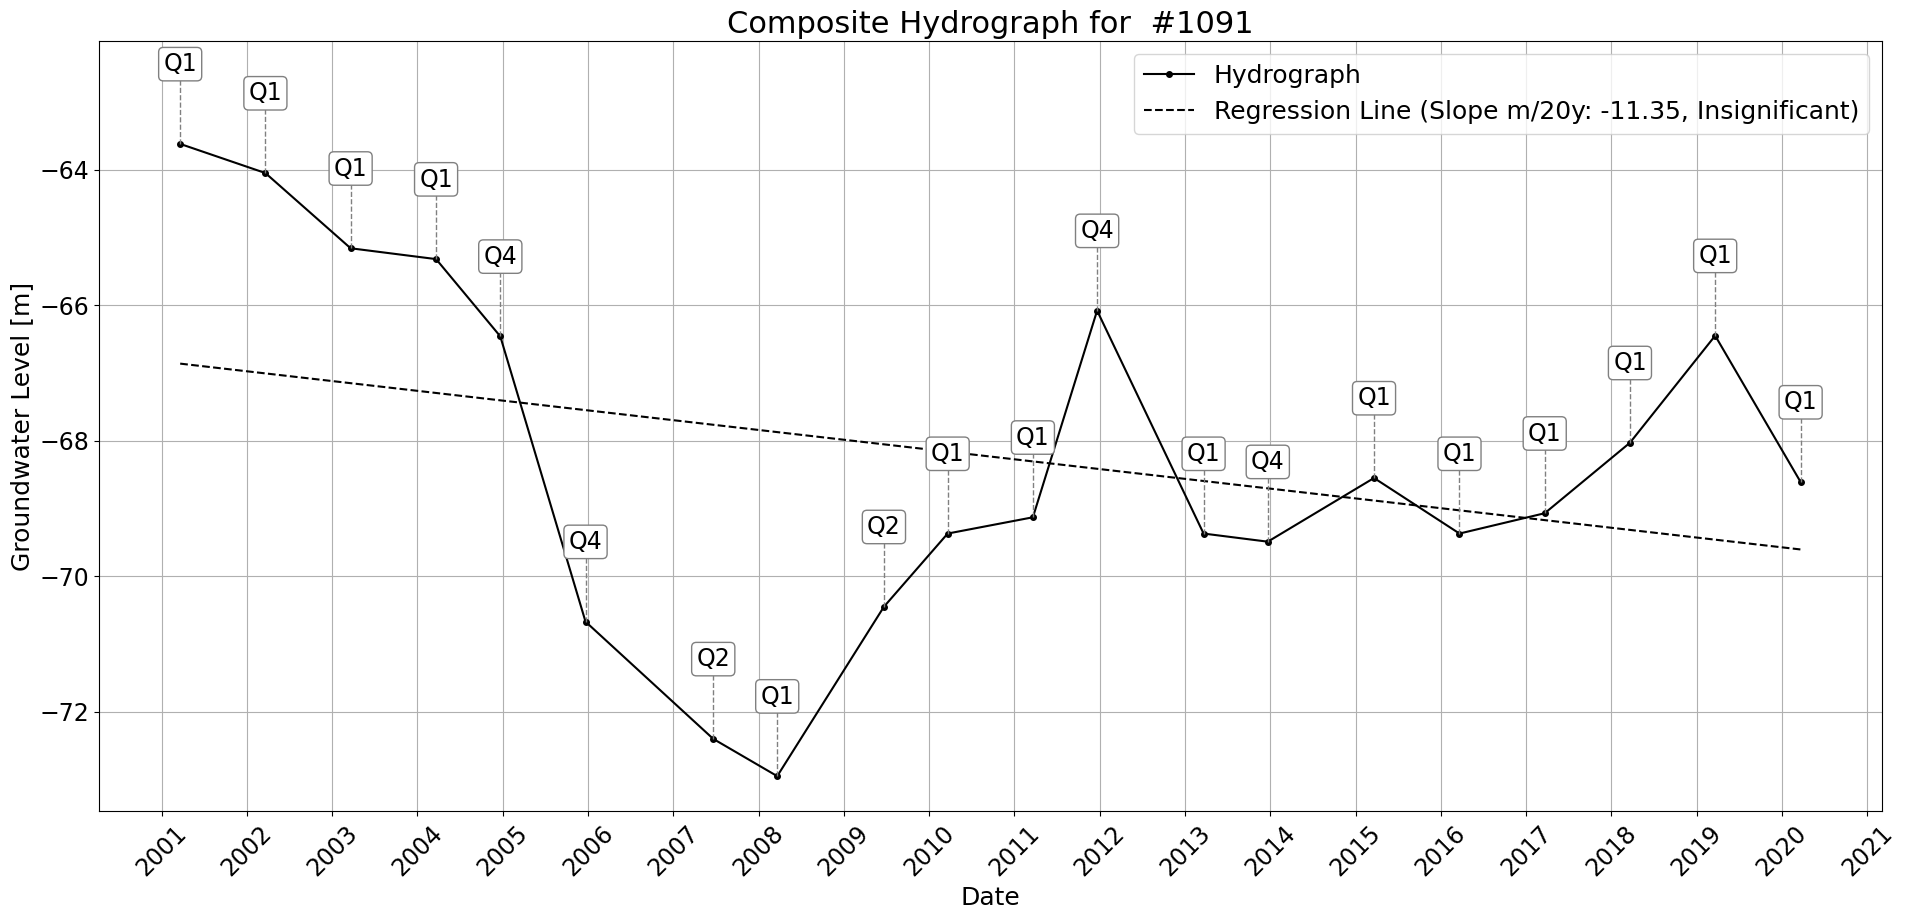 Composite Hydrograph for  #1091
Hydrograph
Regression Line (Slope m/20y: -11.35, Insignificant)
Groundwater Level [m]
−64
−66
−68
−70
−72
Q1
Q1
Q1
Q1
Q4
Q4
Q2
Q1
Q2
Q1
Q1
Q4
Q1
Q4
Q1
Q1
Q1
Q1
Q1
Q1
2001
2002
2003
2004
2005
2006
2007
2008
2009
2010
2011
2012
2013
2014
2015
2016
2017
2018
2019
2020
2021
Date